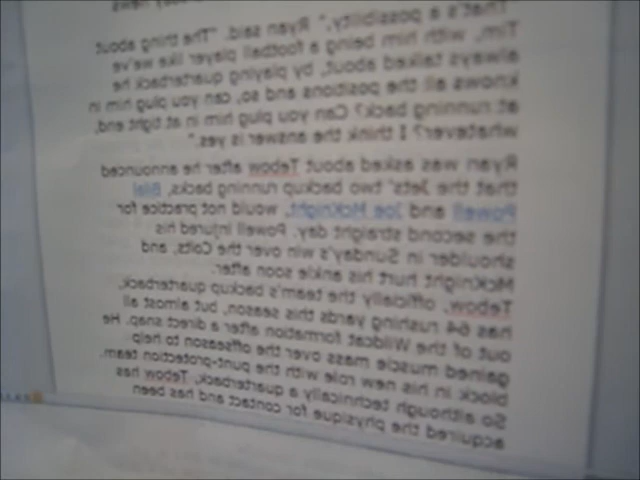 news
That's a possibility," Ryan said. "The thing about
Tim, with him being a football player like we've
always talked about, by playing quarterback he
knows all the positions and so, can you plug him in
at running back? Can you plug him in at tight end,
whatever? I think the answer is yes."
Ryan was asked about Tebow after he announced
that the Jets' two backup running backs, Bilal
Powell and Joe McKnight, would not practice for
the second straight day. Powell injured his
shoulder in Sunday's win over the Colts, and
McKnight hurt his ankle soon after.
Tebow, officially the team's backup quarterback,
has 64 rushing yards this season, but almost all
out of the Wildcat formation after a direct snap. He
gained muscle mass over the offseason to help
block in his new role with the punt-protection team.
So although technically a quarterback, Tebow has
acquired the physique for contact and has been